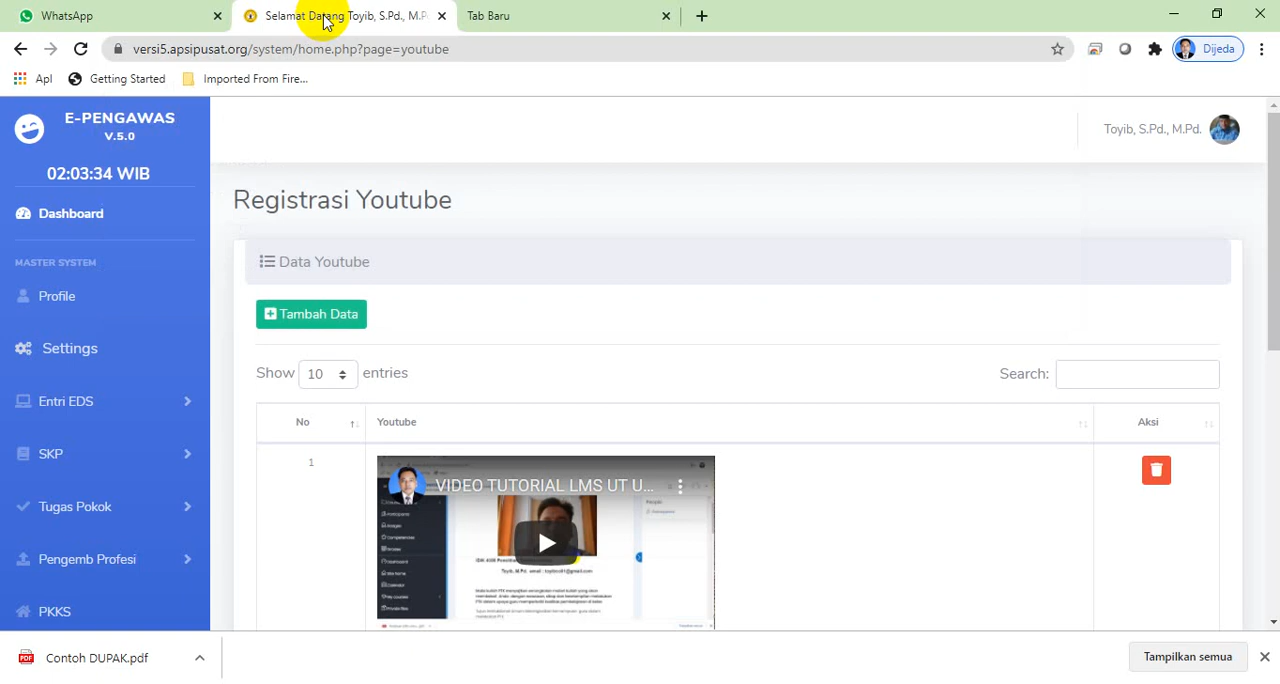 WhatsApp
Selamat Datang Toyib, S.Pd., M.P
Tab Baru
versi5.apsipusat.org/system/home.php?page=youtube
Dijeda
Apl
Getting Started
Imported From Fire...
E-PENGAWAS
V.5.0
02:03:34 WIB
Dashboard
MASTER SYSTEM
Profile
Settings
Entri EDS
SKP
Tugas Pokok
Pengemb Profesi
PKKS
Toyib, S.Pd., M.Pd.
Registrasi Youtube
Data Youtube
Tambah Data
Show 10 entries
Search:
No
Youtube
Aksi
1
VIDEO TUTORIAL LMS UT U...
Toyib, M.Pd.
Contoh DUPAK.pdf
Tampilkan semua